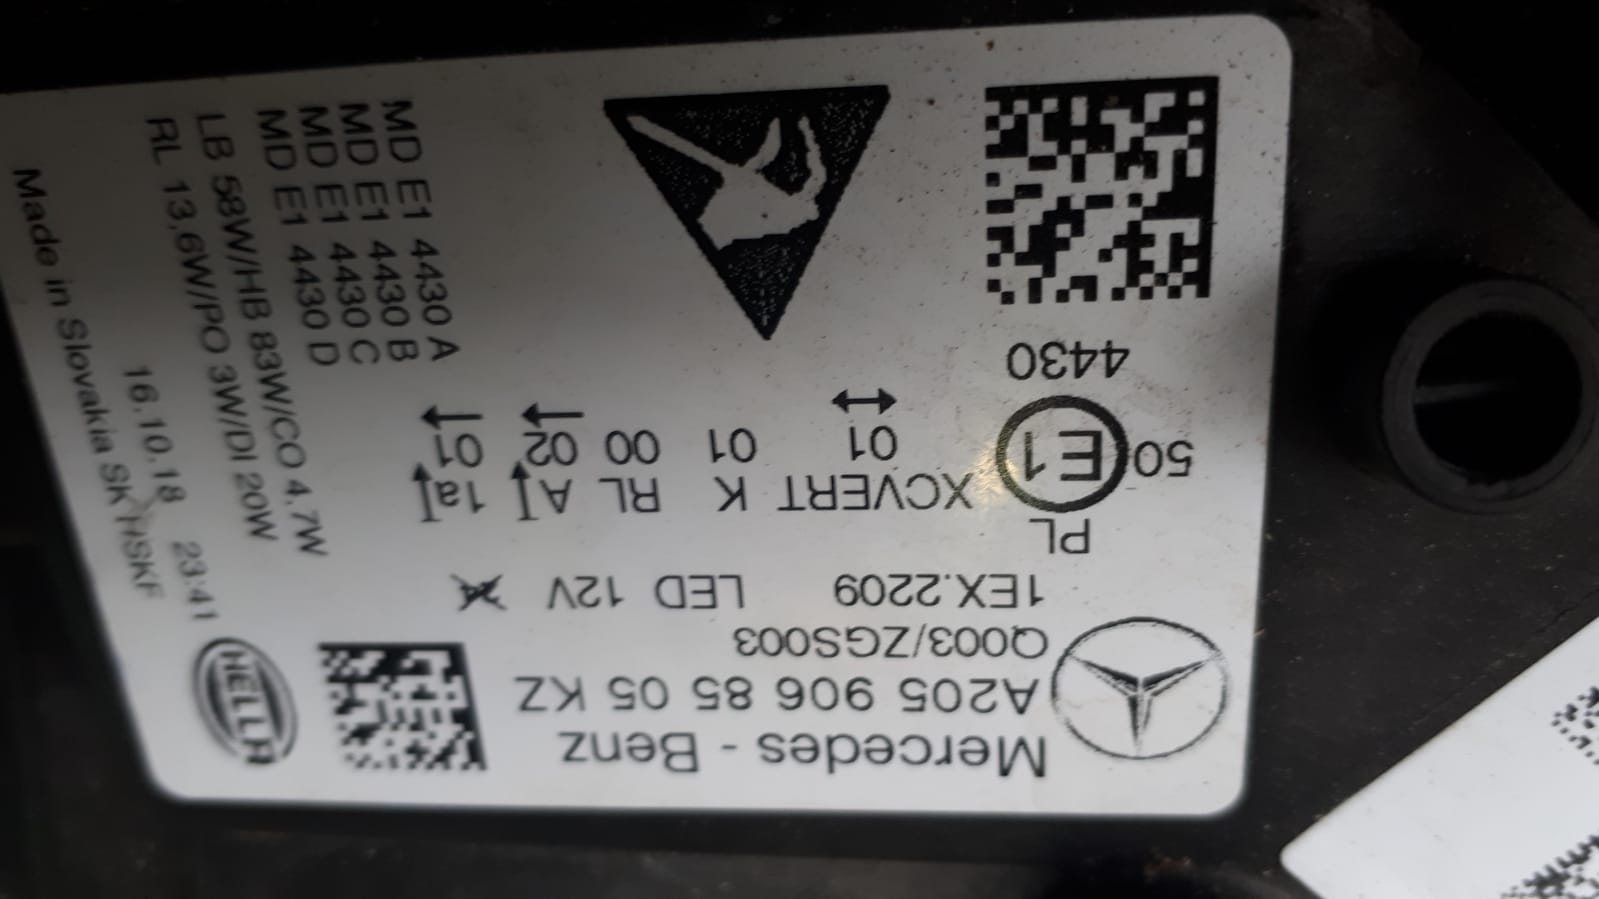 Mercedes - Benz
A205 906 85 05 KZ
Q003/ZGS003
1EX.2209 LED 12V
PL
XCVERT K RL A 1a
50 E1 01 01 00 02 01
4430
MD E1 4430 A
MD E1 4430 B
MD E1 4430 C
MD E1 4430 D
LB 58W/HB 83W/CO 4,7W
RL 13,6W/PO 3W/DI 20W
16.10.18 23:41
Made in Slovakia SK HSKF
HELLA